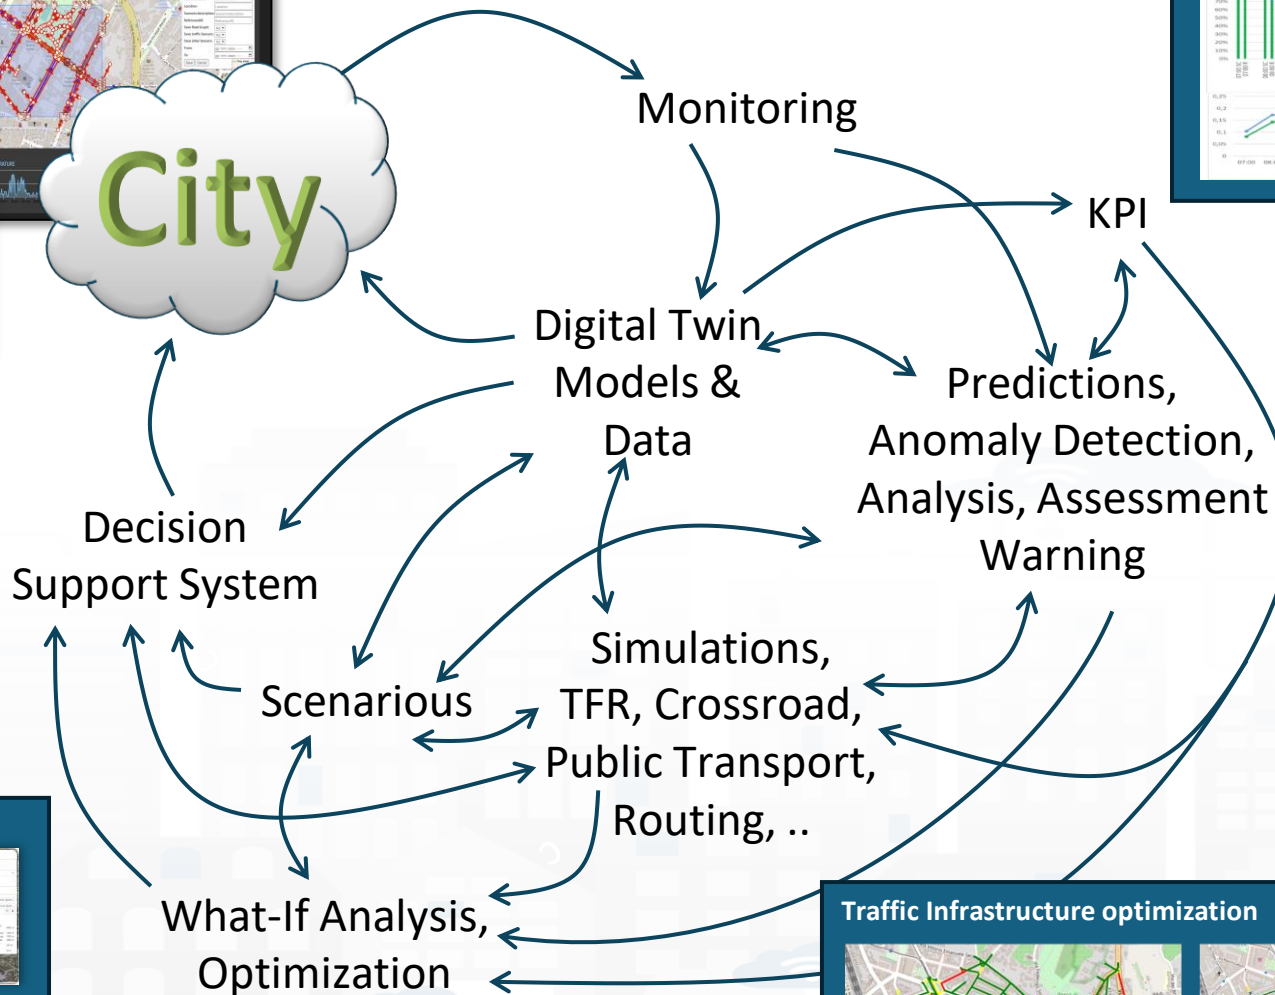 City
Monitoring
KPI
Digital Twin
Models &
Data
Predictions,
Anomaly Detection,
Analysis, Assessment
Warning
Decision
Support System
Scenarious
Simulations,
TFR, Crossroad,
Public Transport,
Routing, ..
What-If Analysis,
Optimization
Traffic Infrastructure optimization